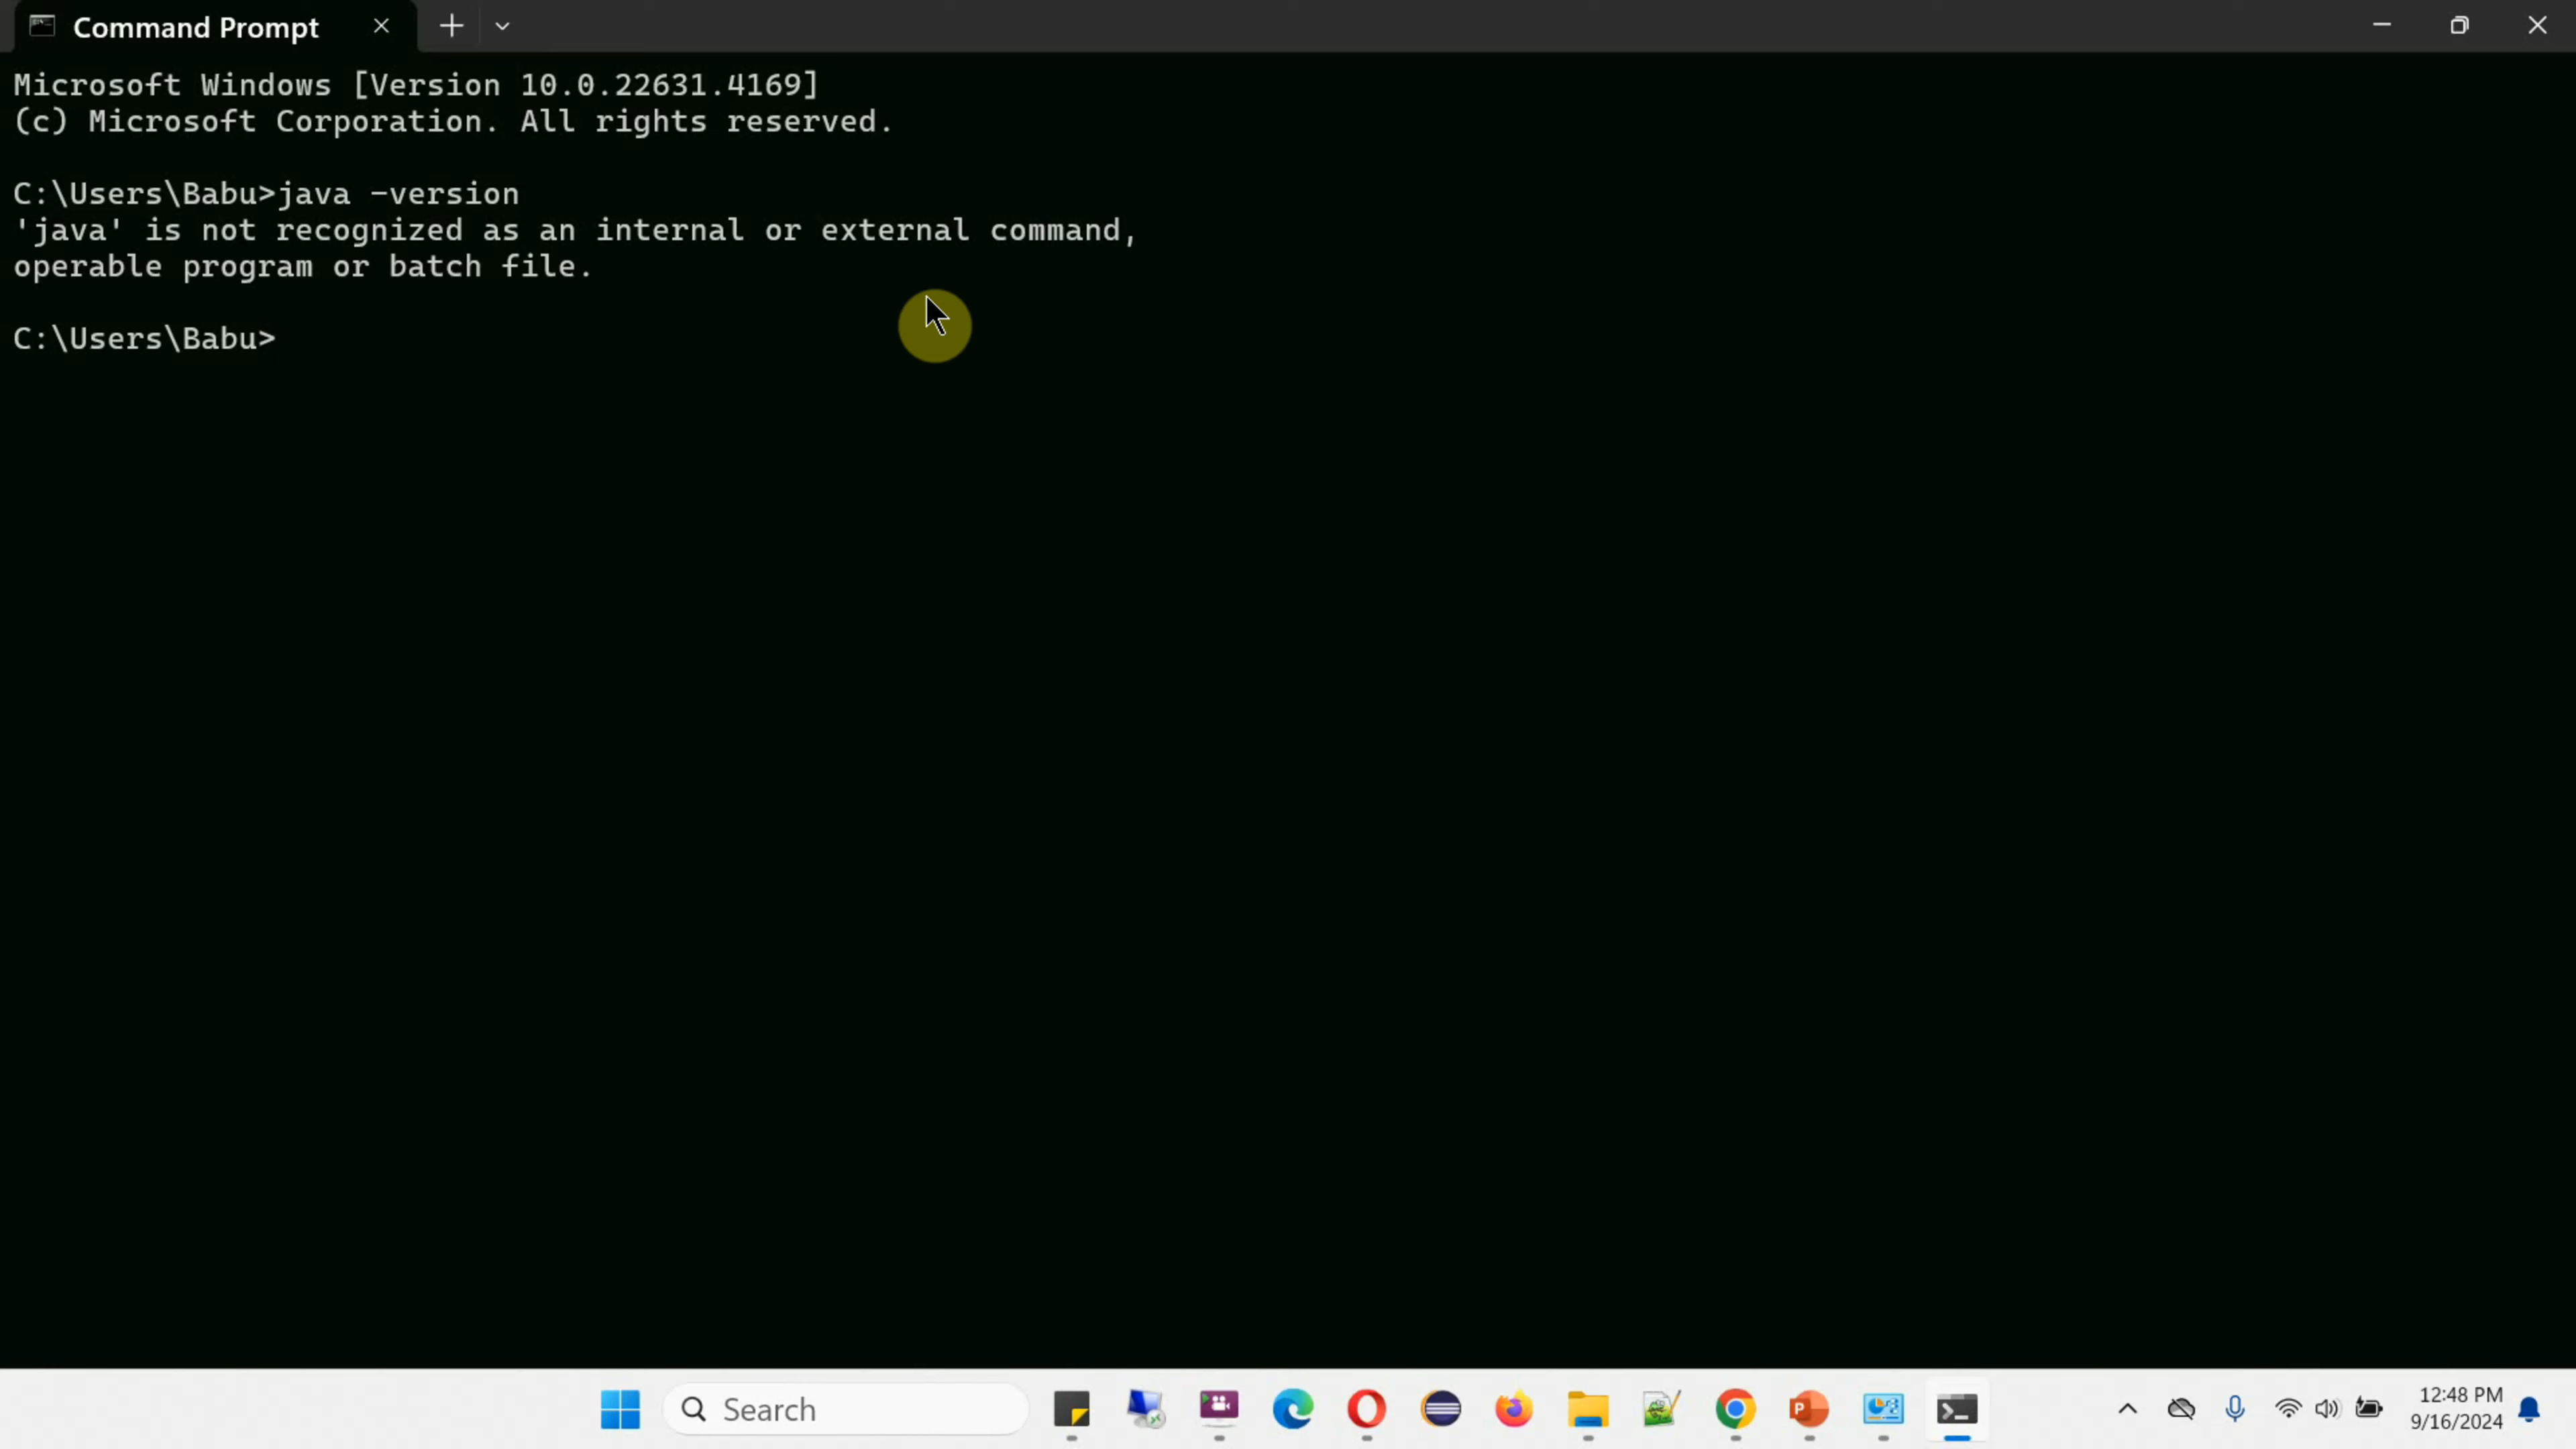 Command Prompt
Microsoft Windows [Version 10.0.22631.4169]
(c) Microsoft Corporation. All rights reserved.
C:\Users\Babu>java -version
'java' is not recognized as an internal or external command,
operable program or batch file.
C:\Users\Babu>
Search
12:48 PM
9/16/2024